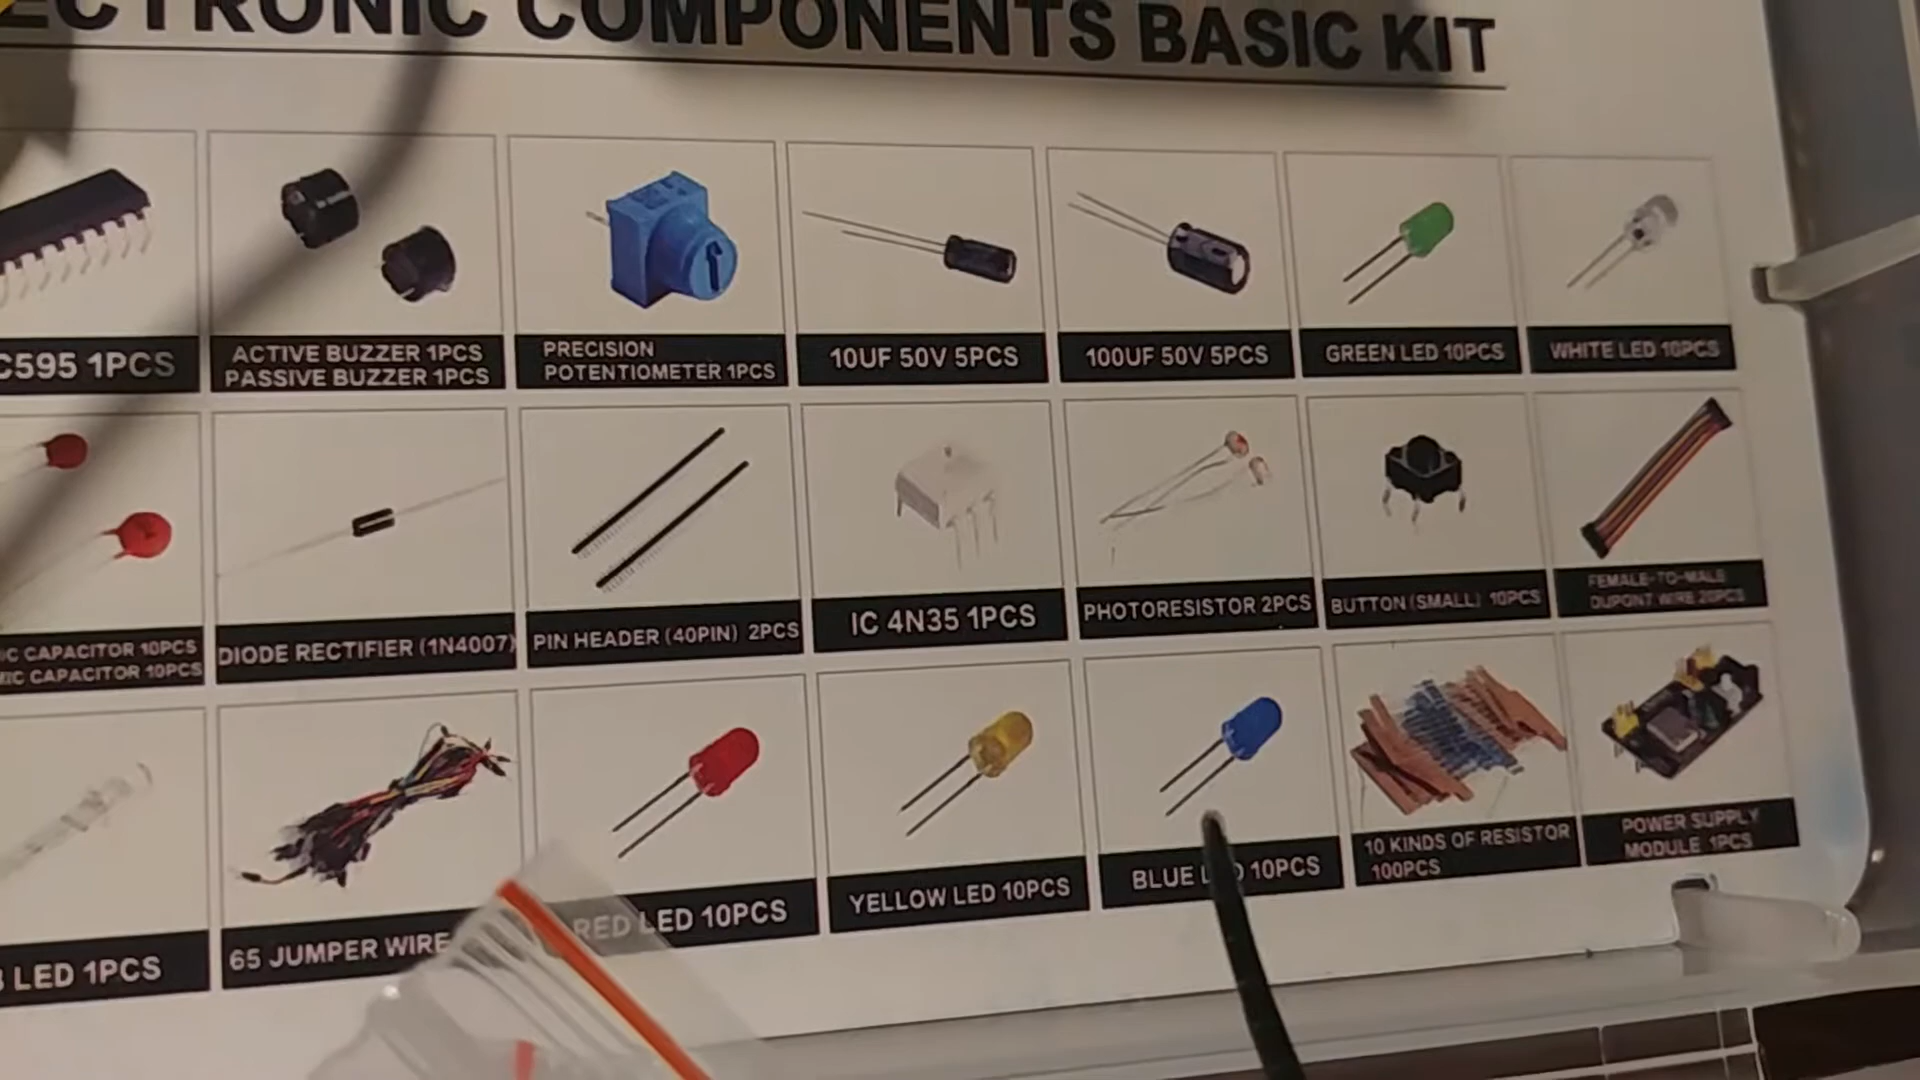 ECTRONIC COMPONENTS BASIC KIT
C595 1PCS
ACTIVE BUZZER 1PCS
PASSIVE BUZZER 1PCS
PRECISION
POTENTIOMETER 1PCS
10UF 50V 5PCS
100UF 50V 5PCS
GREEN LED 10PCS
WHITE LED 10PCS
IC CAPACITOR 10PCS
IC CAPACITOR 10PCS
DIODE RECTIFIER (1N4007)
PIN HEADER (40PIN) 2PCS
IC 4N35 1PCS
PHOTORESISTOR 2PCS
BUTTON (SMALL) 10PCS
FEMALE-TO-MALE
DUPONT WIRE 20PCS
LED 1PCS
65 JUMPER WIRE
RED LED 10PCS
YELLOW LED 10PCS
BLUE LED 10PCS
10 KINDS OF RESISTOR
100PCS
POWER SUPPLY
MODULE 1PCS